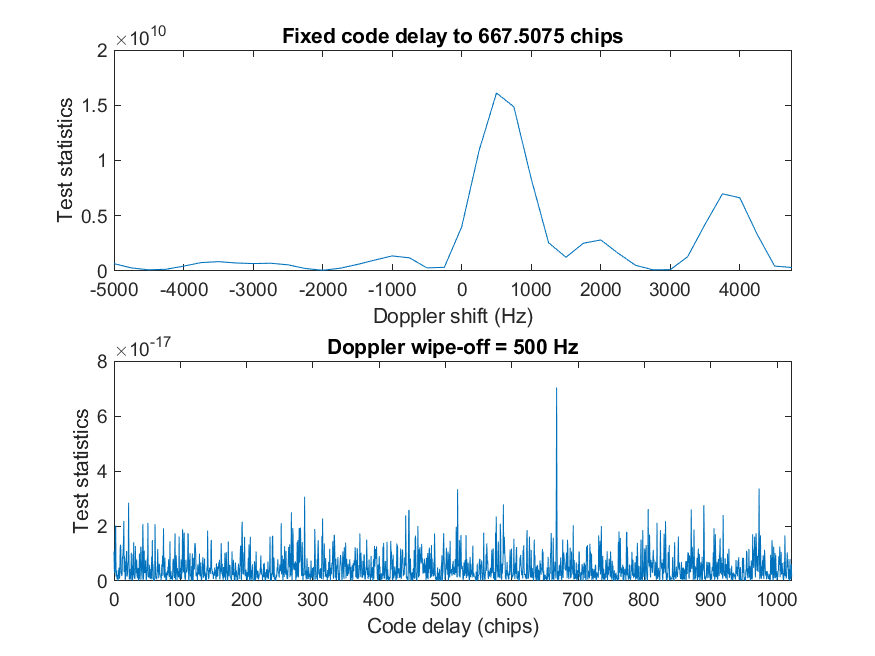 Fixed code delay to 667.5075 chips
×10^10
2
1.5
1
0.5
0
Test statistics
-5000 -4000 -3000 -2000 -1000 0 1000 2000 3000 4000
Doppler shift (Hz)
Doppler wipe-off = 500 Hz
×10^-17
8
6
4
2
0
Test statistics
0 100 200 300 400 500 600 700 800 900 1000
Code delay (chips)